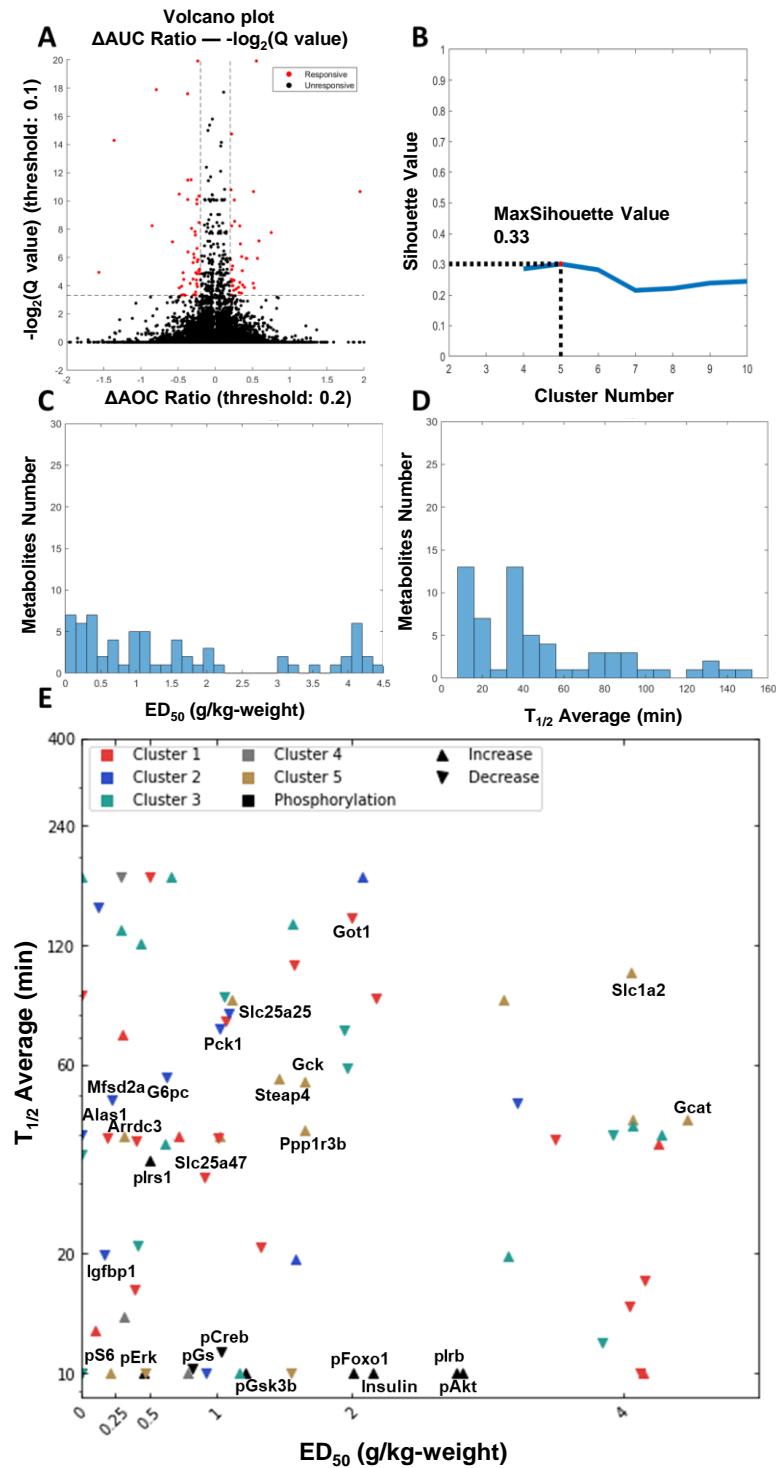 Volcano plot
A
ΔAUC Ratio — -log2(Q value)
-log2(Q value) (threshold: 0.1)
20
18
16
14
12
10
8
6
4
2
0
Responsive
Unresponsive
-2 -1.5 -1 -0.5 0 0.5 1 1.5 2
ΔAOC Ratio (threshold: 0.2)
B
Sihouette Value
1
0.9
0.8
0.7
0.6
0.5
0.4
0.3
0.2
0.1
0
MaxSihouette Value
0.33
2 3 4 5 6 7 8 9 10
Cluster Number
C
Metabolites Number
30
25
20
15
10
5
0
0 0.5 1 1.5 2 2.5 3 3.5 4 4.5
ED50 (g/kg-weight)
D
Metabolites Number
30
25
20
15
10
5
0
20 40 60 80 100 120 140 160
T1/2 Average (min)
E
T1/2 Average (min)
400
240
120
60
20
10
Cluster 1
Cluster 2
Cluster 3
Cluster 4
Cluster 5
Phosphorylation
Increase
Decrease
Got1
Slc1a2
Slc25a25
Pck1
Gck
Mfsd2a
G6pc
Steap4
Gcat
Alas1
Arrdc3
Ppp1r3b
Slc25a47
pIrs1
Igfbp1
pCreb
pS6
pErk
pGs
pFoxo1
pIrb
pGsk3b
Insulin
pAkt
0 0.25 0.5 1 2 4
ED50 (g/kg-weight)